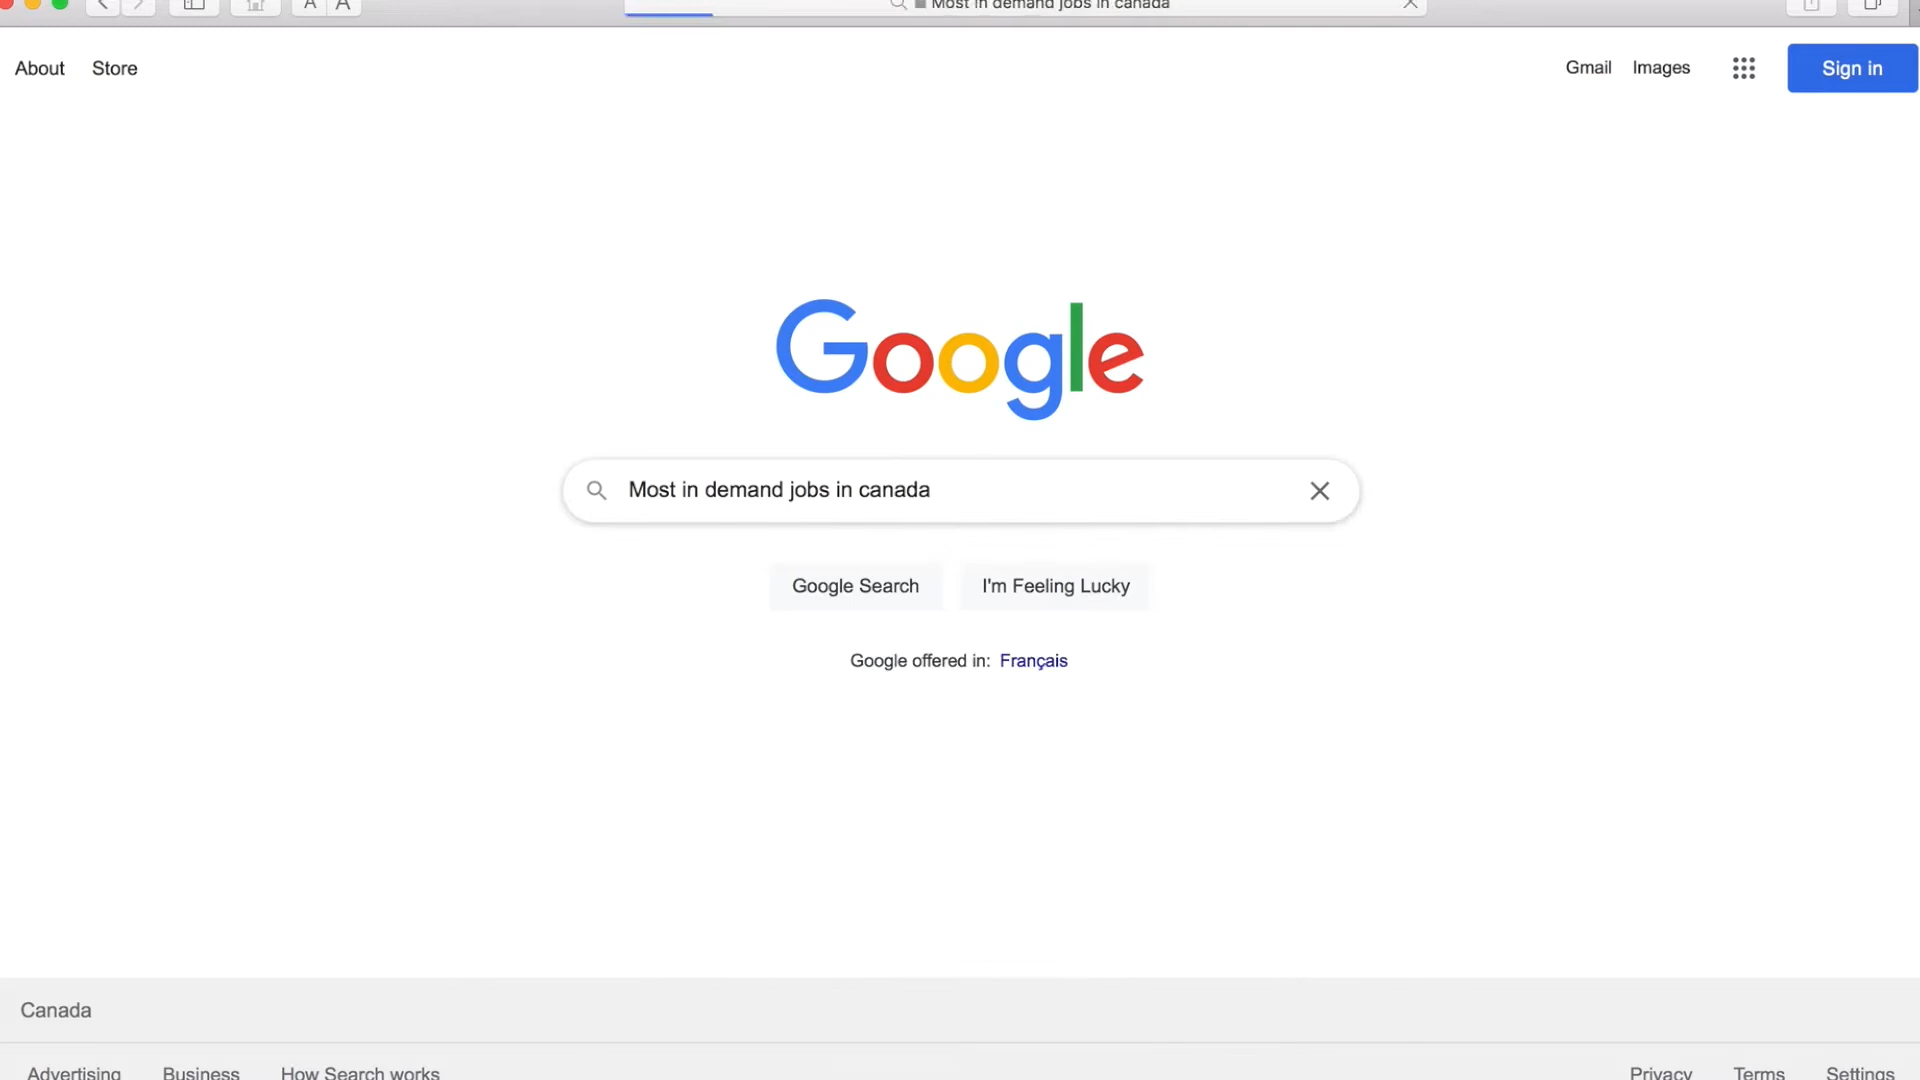 A A Most in demand jobs in canada
About Store Gmail Images Sign in
Google
Most in demand jobs in canada
Google Search I'm Feeling Lucky
Google offered in: Français
Canada
Advertising Business How Search works Privacy Terms Settings